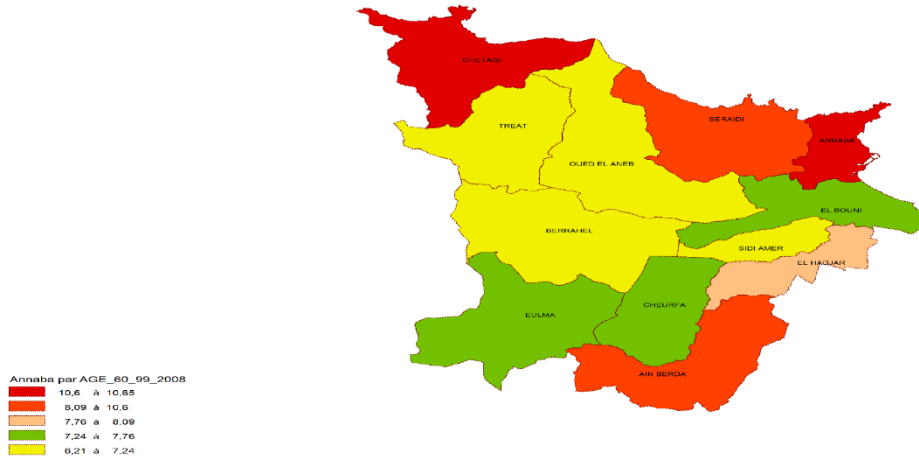 CHETAIBI
SERAIDI
TREAT
ANNABA
OUED EL ANEB
EL BOUNI
BERRAHEL
SIDI AMER
EL HADJAR
CHEURFA
EULMA
AIN BERDA
Annaba par AGE_60_99_2008
10,6 à 10,65
8,09 à 10,6
7,76 à 8,09
7,24 à 7,76
6,21 à 7,24